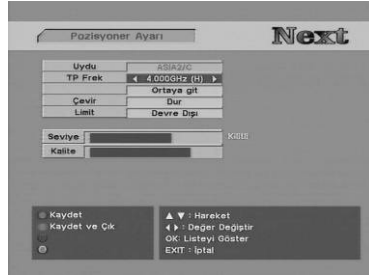 Pozisyoner Ayarı
Next
Uydu ASIA2/C
TP Frek 4.000GHz (H)
Ortaya git
Çevir Dur
Limit Devre Dışı
Seviye Kilit
Kalite
Kaydet
Kaydet ve Çık
▲ ▼ : Hareket
◀ ▶ : Değer Değiştir
OK: Listeyi Göster
EXIT : İptal